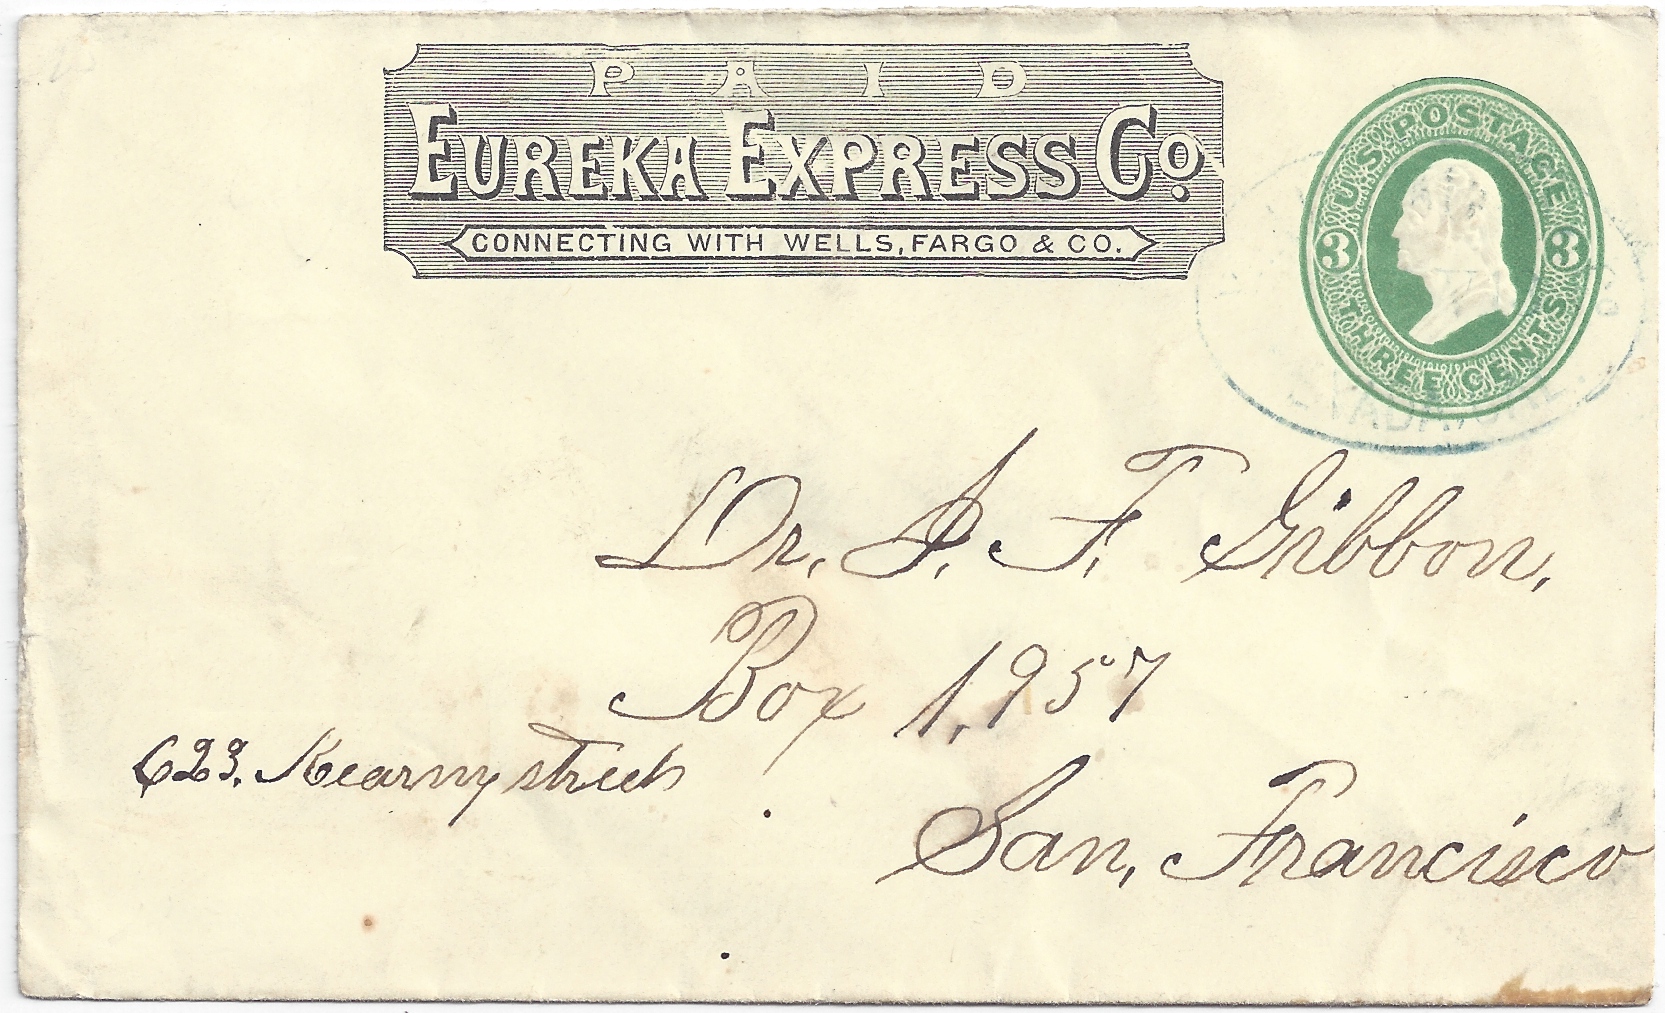 PAID
EUREKA EXPRESS Co.
CONNECTING WITH WELLS, FARGO & CO.
U.S. POSTAGE
3 3
THREE CENTS
Dr. J. F. Gibbon,
Box 1,957
623. Kearny street
San, Francisco